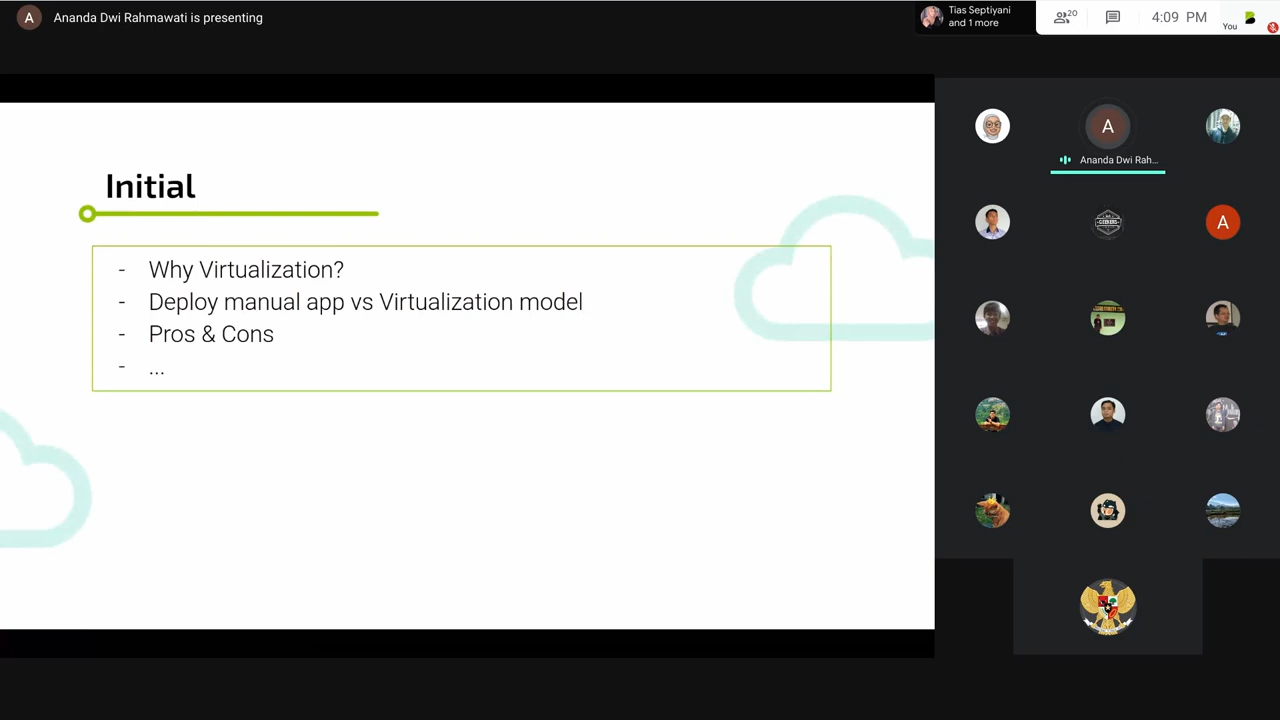 A
Ananda Dwi Rahmawati is presenting
Tias Septiyani
and 1 more
20
4:09 PM
You
Initial
- Why Virtualization?
- Deploy manual app vs Virtualization model
- Pros & Cons
- ...
A
Ananda Dwi Rah...
GEEKERS
A